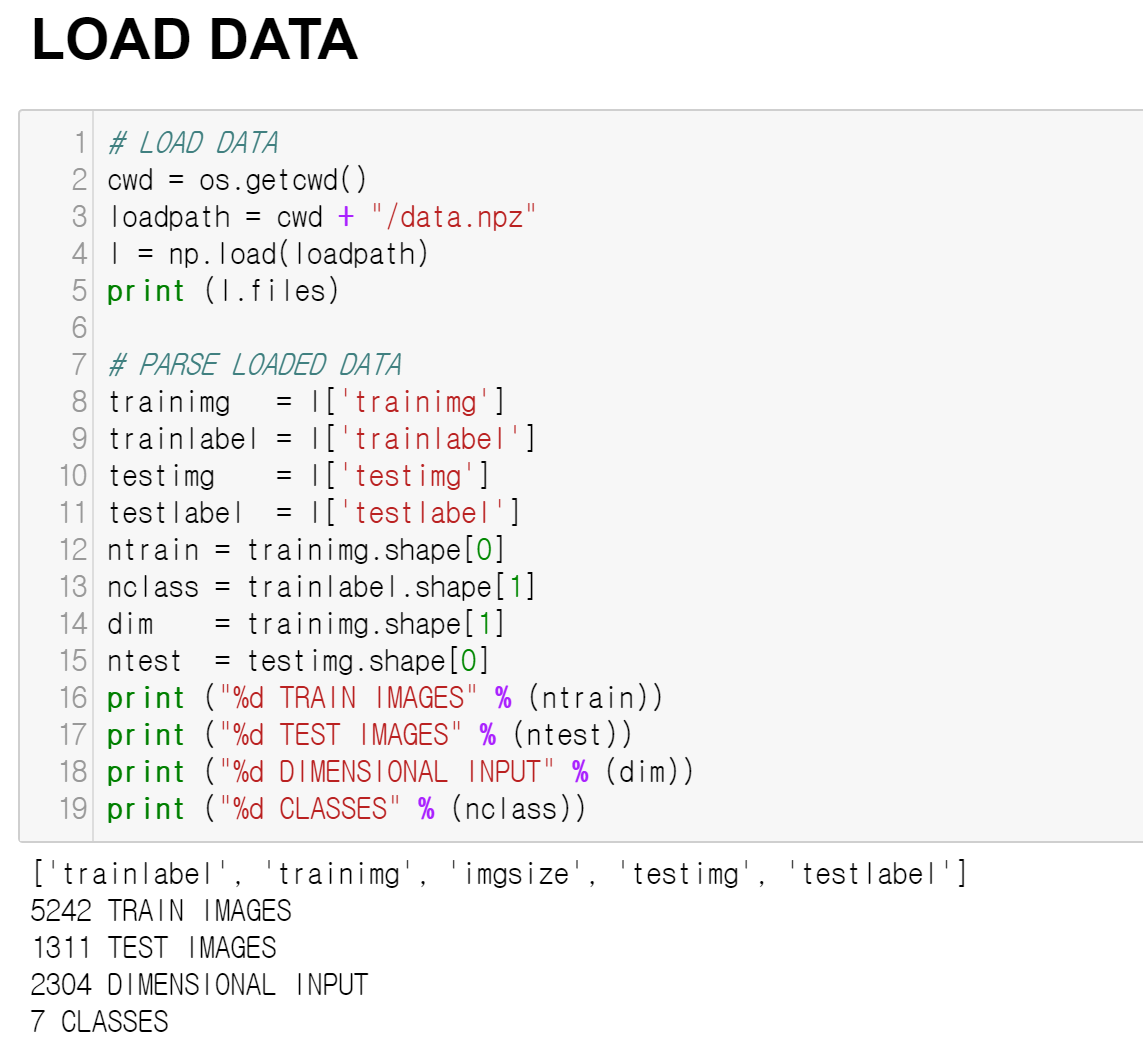 LOAD DATA
1 # LOAD DATA
2 cwd = os.getcwd()
3 loadpath = cwd + "/data.npz"
4 l = np.load(loadpath)
5 print (l.files)
6
7 # PARSE LOADED DATA
8 trainimg   = l['trainimg']
9 trainlabel = l['trainlabel']
10 testimg    = l['testimg']
11 testlabel  = l['testlabel']
12 ntrain = trainimg.shape[0]
13 nclass = trainlabel.shape[1]
14 dim    = trainimg.shape[1]
15 ntest  = testimg.shape[0]
16 print ("%d TRAIN IMAGES" % (ntrain))
17 print ("%d TEST IMAGES" % (ntest))
18 print ("%d DIMENSIONAL INPUT" % (dim))
19 print ("%d CLASSES" % (nclass))
['trainlabel', 'trainimg', 'imgsize', 'testimg', 'testlabel']
5242 TRAIN IMAGES
1311 TEST IMAGES
2304 DIMENSIONAL INPUT
7 CLASSES